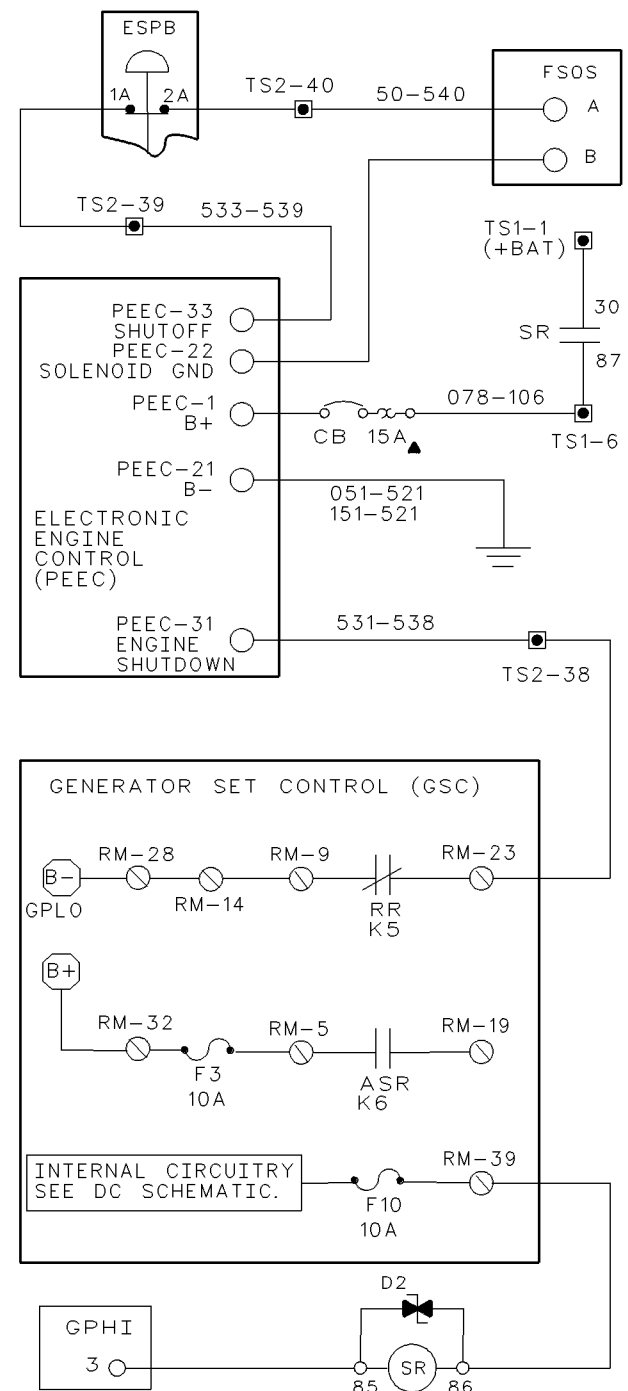 ESPB
1A 2A
TS2-40
50-540
FSOS
A
B
TS2-39
533-539
TS1-1
(+BAT)
PEEC-33
SHUTOFF
PEEC-22
SOLENOID GND
30
SR
87
PEEC-1
B+
078-106
CB 15A
TS1-6
PEEC-21
B-
051-521
151-521
ELECTRONIC
ENGINE
CONTROL
(PEEC)
PEEC-31
ENGINE
SHUTDOWN
531-538
TS2-38
GENERATOR SET CONTROL (GSC)
B-
GPLO
RM-28
RM-14
RM-9
RR
K5
RM-23
B+
RM-32
F3
10A
RM-5
ASR
K6
RM-19
INTERNAL CIRCUITRY
SEE DC SCHEMATIC.
F10
10A
RM-39
D2
GPHI
3
85
SR
86